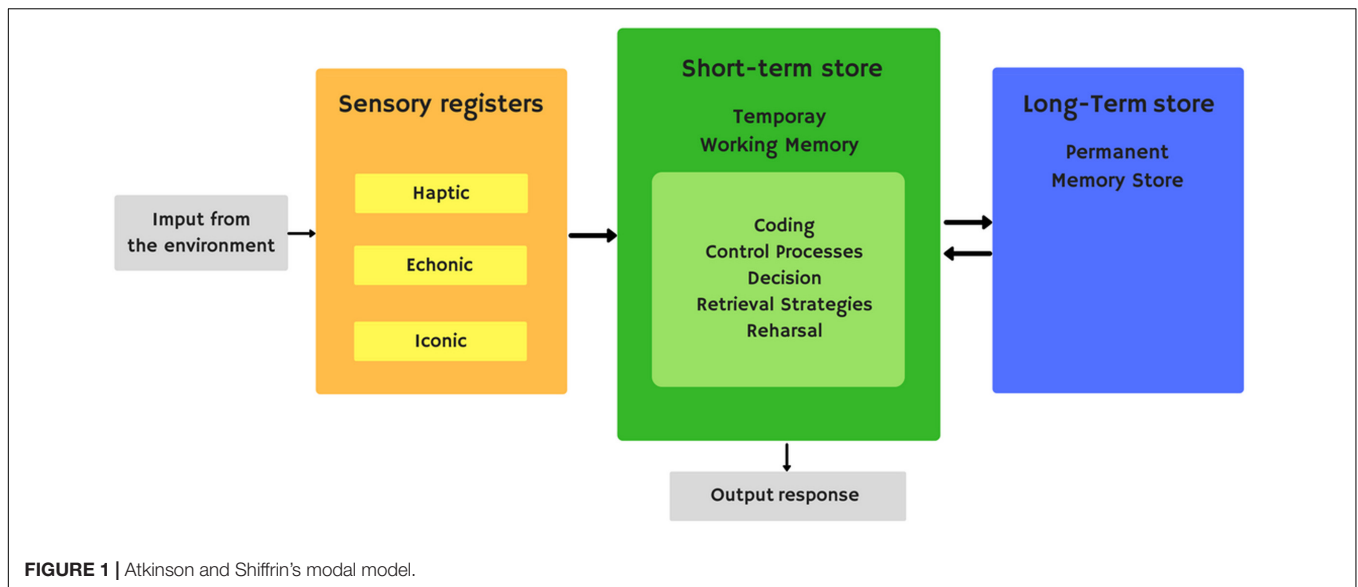 Imput from
the environment
Sensory registers
Haptic
Echonic
Iconic
Short-term store
Temporay
Working Memory
Coding
Control Processes
Decision
Retrieval Strategies
Reharsal
Long-Term store
Permanent
Memory Store
Output response
FIGURE 1 | Atkinson and Shiffrin's modal model.